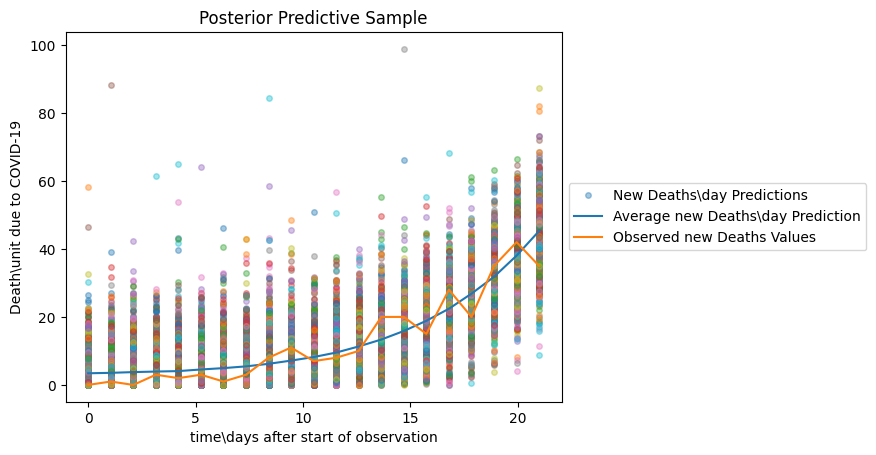 Posterior Predictive Sample
100
80
60
40
20
0
Death\unit due to COVID-19
0
5
10
15
20
time\days after start of observation
New Deaths\day Predictions
Average new Deaths\day Prediction
Observed new Deaths Values